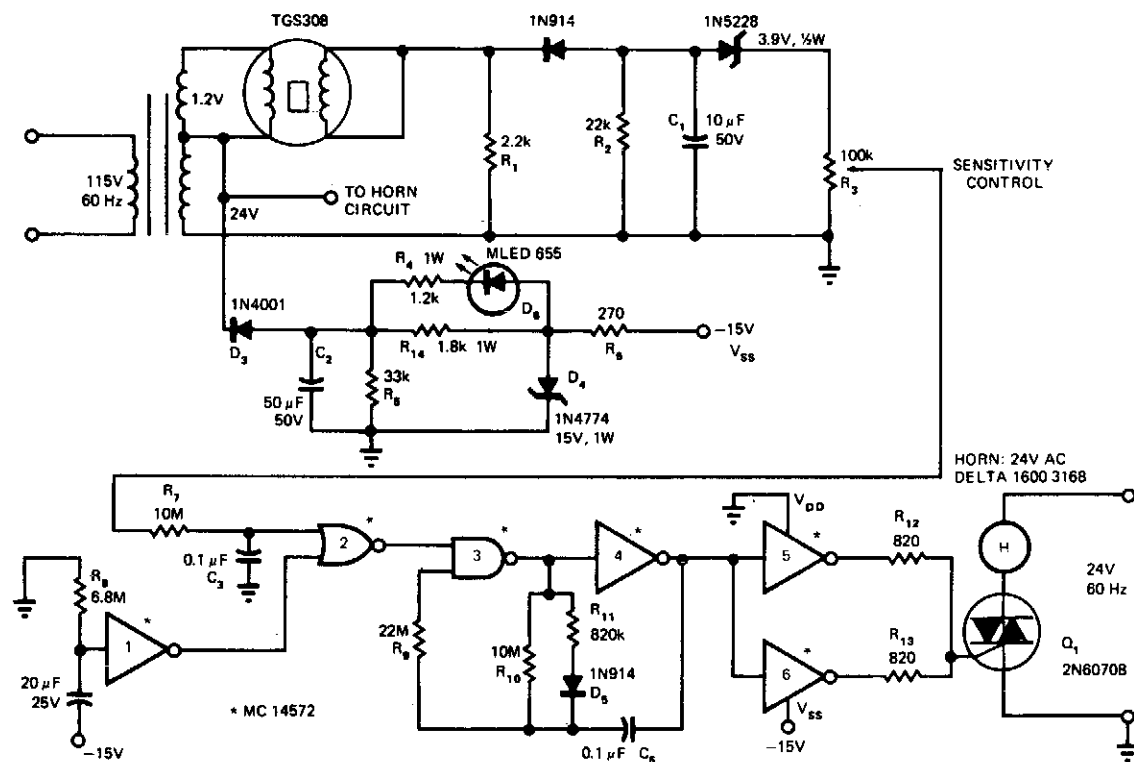 TGS308
1N914
1N5228
3.9V, ½W
1.2V
115V
60 Hz
24V
TO HORN
CIRCUIT
2.2k
R1
22k
R2
C1
10 µF
50V
100k
R3
SENSITIVITY
CONTROL
MLED 655
R4 1W
1.2k
D6
1N4001
D3
C2
50 µF
50V
R14 1.8k 1W
33k
270
−15V
VSS
D4
1N4774
15V, 1W
HORN: 24V AC
DELTA 1600 3168
R7
10M
0.1 µF
C3
2
*
3
*
4
*
VDD
5
*
R12
820
H
24V
60 Hz
6.8M
1
*
20 µF
25V
−15V
* MC 14572
22M
R9
10M
R10
R11
820k
1N914
D5
0.1 µF
6
*
VSS
−15V
R13
820
Q1
2N6070B